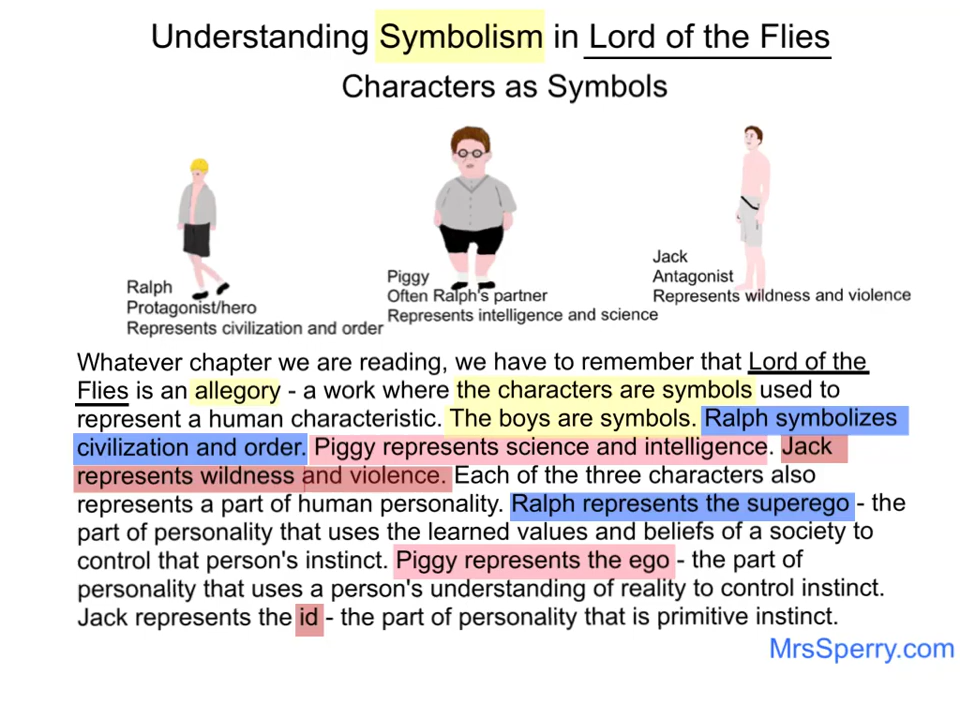 Understanding Symbolism in Lord of the Flies
Characters as Symbols
Ralph
Protagonist/hero
Represents civilization and order
Piggy
Often Ralph's partner
Represents intelligence and science
Jack
Antagonist
Represents wildness and violence
Whatever chapter we are reading, we have to remember that Lord of the
Flies is an allegory - a work where the characters are symbols used to
represent a human characteristic. The boys are symbols. Ralph symbolizes
civilization and order. Piggy represents science and intelligence. Jack
represents wildness and violence. Each of the three characters also
represents a part of human personality. Ralph represents the superego - the
part of personality that uses the learned values and beliefs of a society to
control that person's instinct. Piggy represents the ego - the part of
personality that uses a person's understanding of reality to control instinct.
Jack represents the id - the part of personality that is primitive instinct.
MrsSperry.com